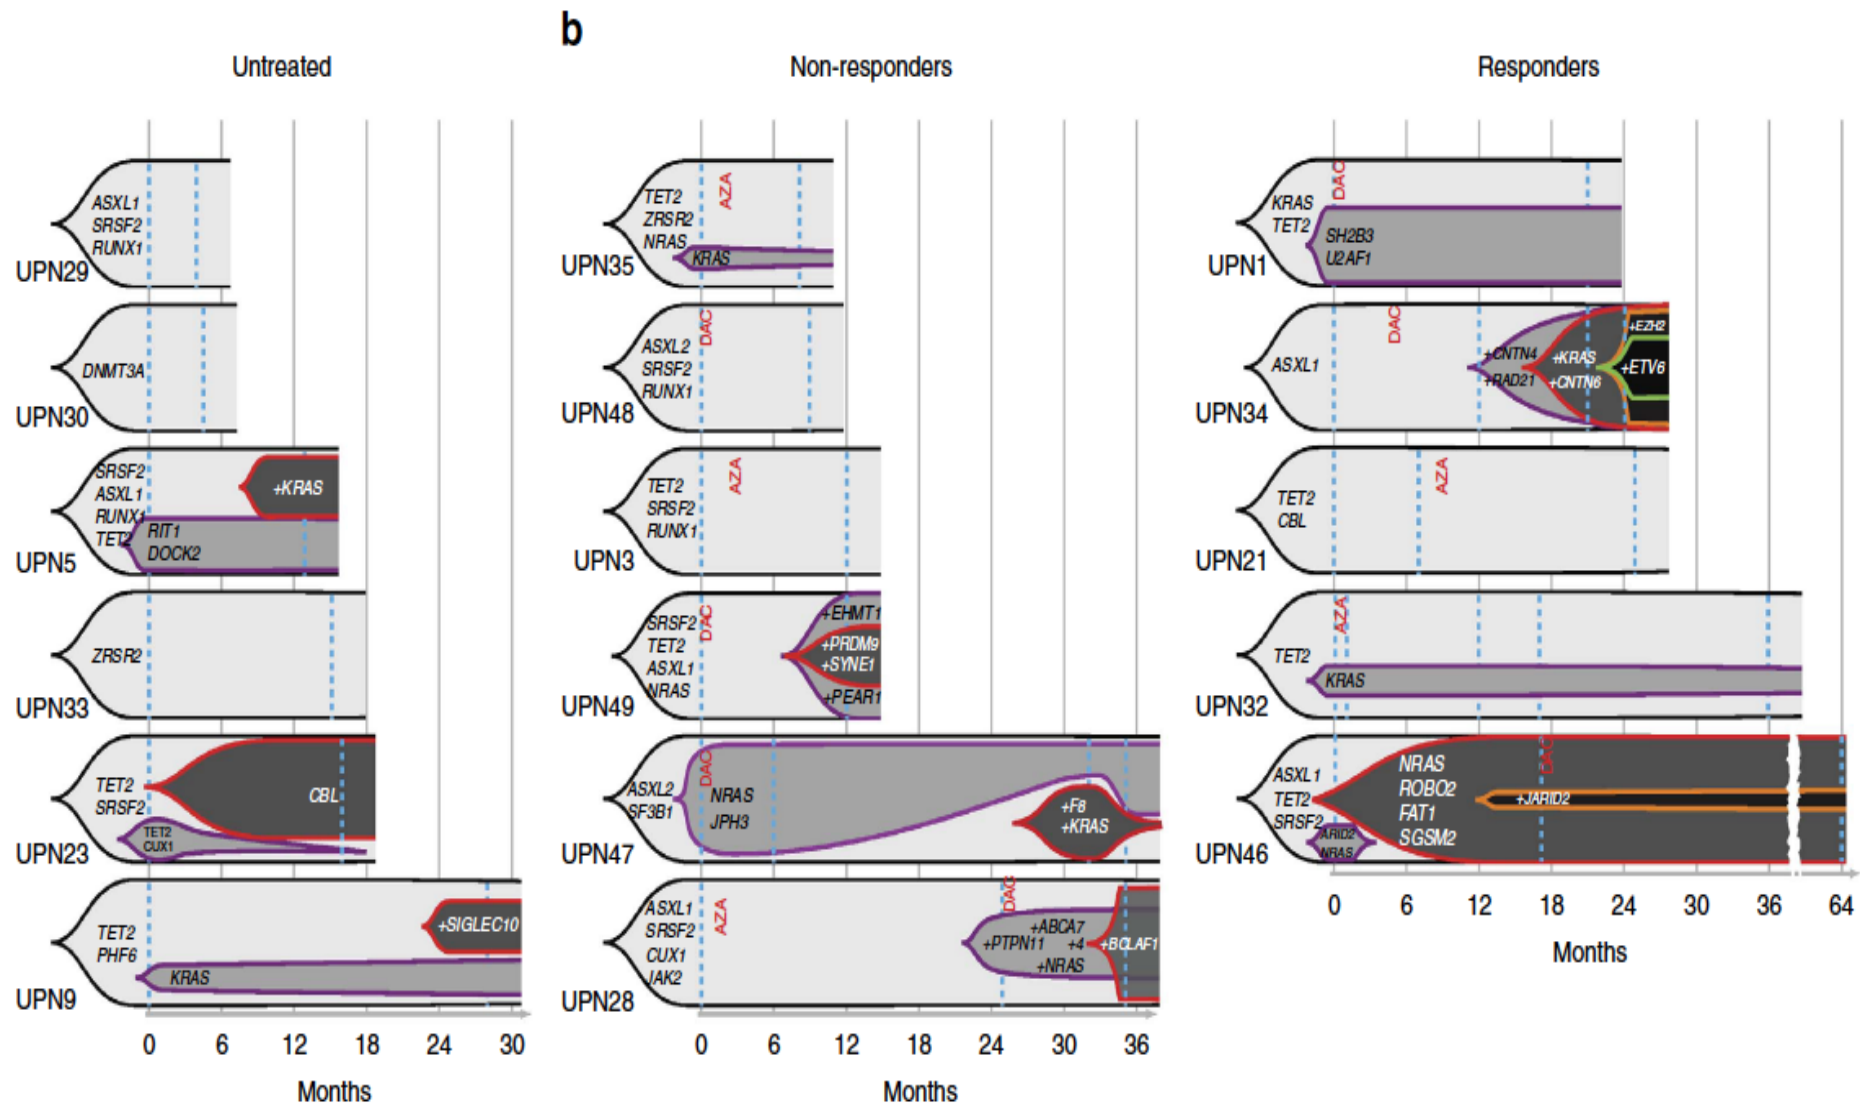 b
Untreated
Non-responders
Responders
ASXL1
SRSF2
RUNX1
UPN29
DNMT3A
UPN30
SRSF2
ASXL1
RUNX1
TET2
+KRAS
RIT1
DOCK2
UPN5
ZRSR2
UPN33
TET2
SRSF2
CBL
TET2
CUX1
UPN23
TET2
PHF6
+SIGLEC10
KRAS
UPN9
0 6 12 18 24 30
Months
TET2
ZRSR2
NRAS
AZA
KRAS
UPN35
DAC
ASXL2
SRSF2
RUNX1
UPN48
AZA
TET2
SRSF2
RUNX1
UPN3
DAC
SRSF2
TET2
ASXL1
NRAS
+EHMT1
+PRDM9
+SYNE1
+PEAR1
UPN49
DAC
ASXL2
SF3B1
NRAS
JPH3
+F8
+KRAS
UPN47
ASXL1
SRSF2
CUX1
JAK2
AZA
DAC
+ABCA7
+PTPN11 +4
+NRAS
+BCLAF1
UPN28
0 6 12 18 24 30 36
Months
DAC
KRAS
TET2
SH2B3
U2AF1
UPN1
DAC
ASXL1
+CNTN4
+RAD21
+KRAS
+CNTN6
+EZH2
+ETV6
UPN34
AZA
TET2
CBL
UPN21
AZA
TET2
KRAS
UPN32
DAC
ASXL1
TET2
SRSF2
JARID2
NRAS
NRAS
ROBO2
FAT1
SGSM2
+JARID2
UPN46
0 6 12 18 24 30 36 64
Months